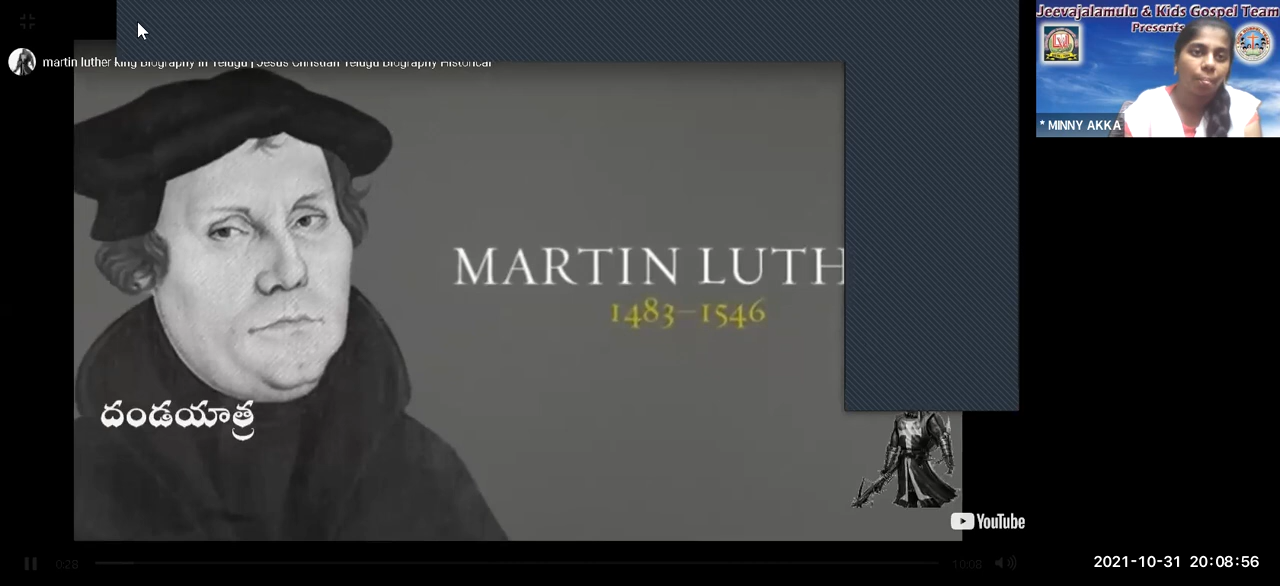 Jeevajalamulu & Kids Gospel Team
Presents
martin luther king biography in Telugu | Jesus Christian Telugu Biography Historical
* MINNY AKKA
MARTIN LUTH
1483–1546
దండయాత్ర
YouTube
0:28
10:08
2021-10-31 20:08:56